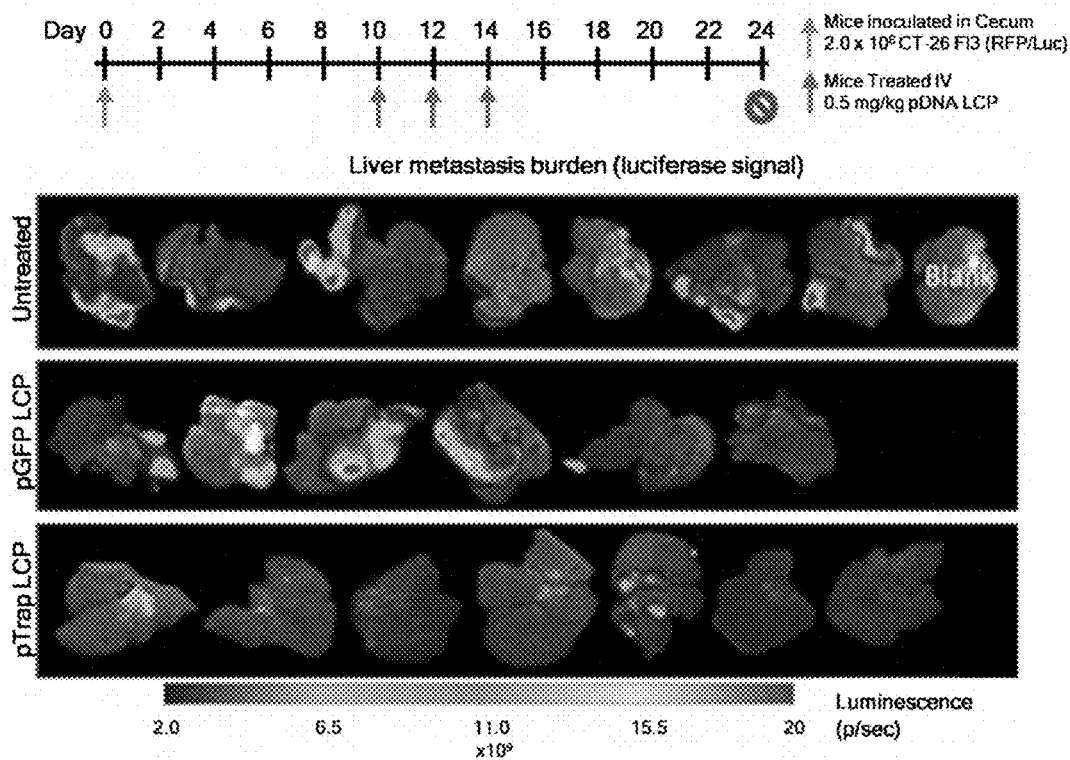 Day 0 2 4 6 8 10 12 14 16 18 20 22 24
Mice inoculated in Cecum
2.0 x 10⁶ CT-26 Fl3 (RFP/Luc)
Mice Treated IV
0.5 mg/kg pDNA LCP
Liver metastasis burden (luciferase signal)
Untreated
Blank
pGFP LCP
pTrap LCP
2.0 6.5 11.0 15.5 20
x10⁹
Luminescence
(p/sec)